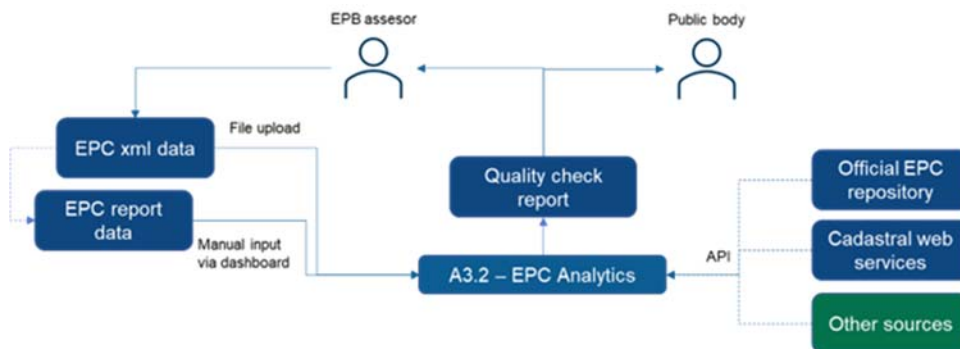 EPB assesor
Public body
EPC xml data
File upload
EPC report
data
Manual input
via dashboard
Quality check
report
A3.2 – EPC Analytics
API
Official EPC
repository
Cadastral web
services
Other sources